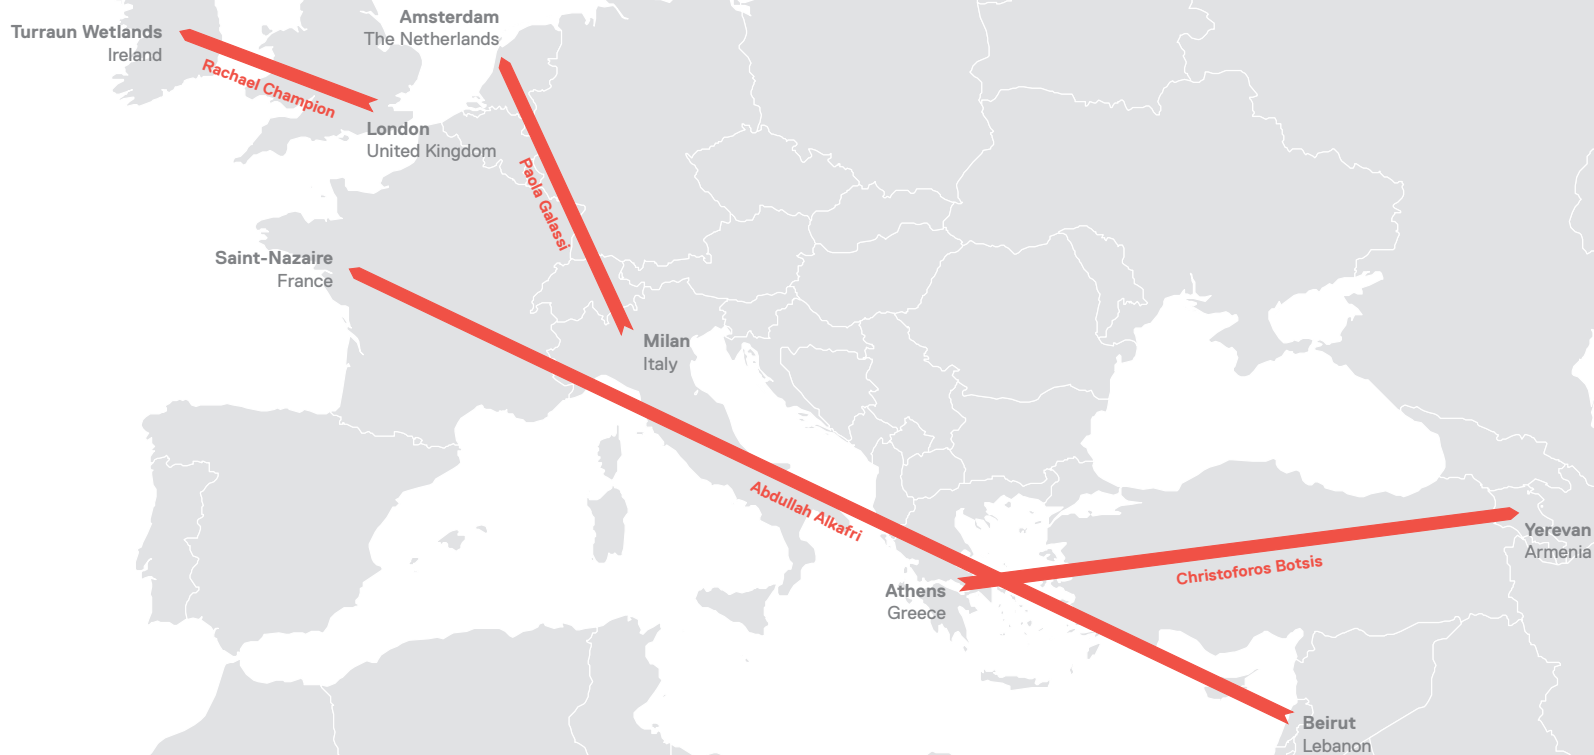 Turraun Wetlands
Ireland
Amsterdam
The Netherlands
Rachael Champion
London
United Kingdom
Paola Galassi
Saint-Nazaire
France
Milan
Italy
Abdullah Alkafri
Yerevan
Armenia
Christoforos Botsis
Athens
Greece
Beirut
Lebanon